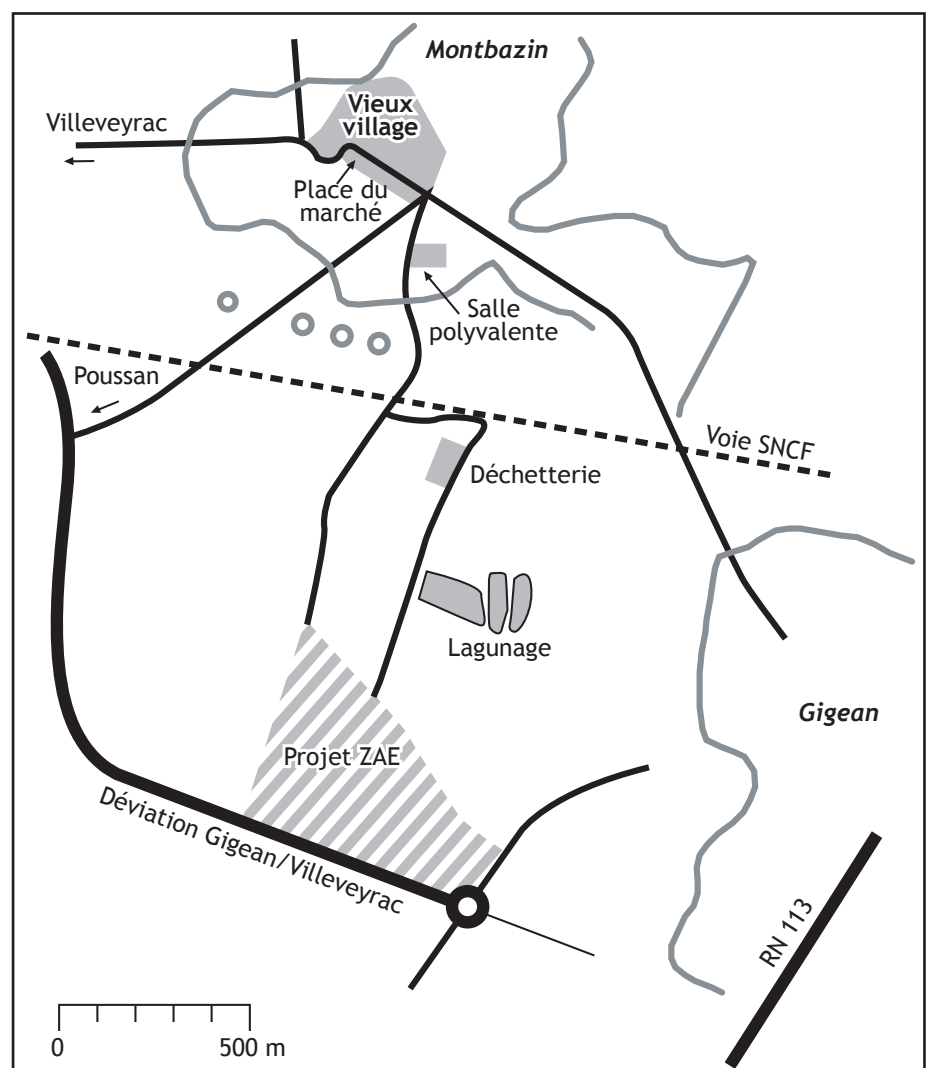 Montbazin
Vieux
village
Villeveyrac
Place du
marché
Salle
polyvalente
Poussan
Voie SNCF
Déchetterie
Lagunage
Gigean
Projet ZAE
Déviation Gigean/Villeveyrac
RN 113
0 500 m